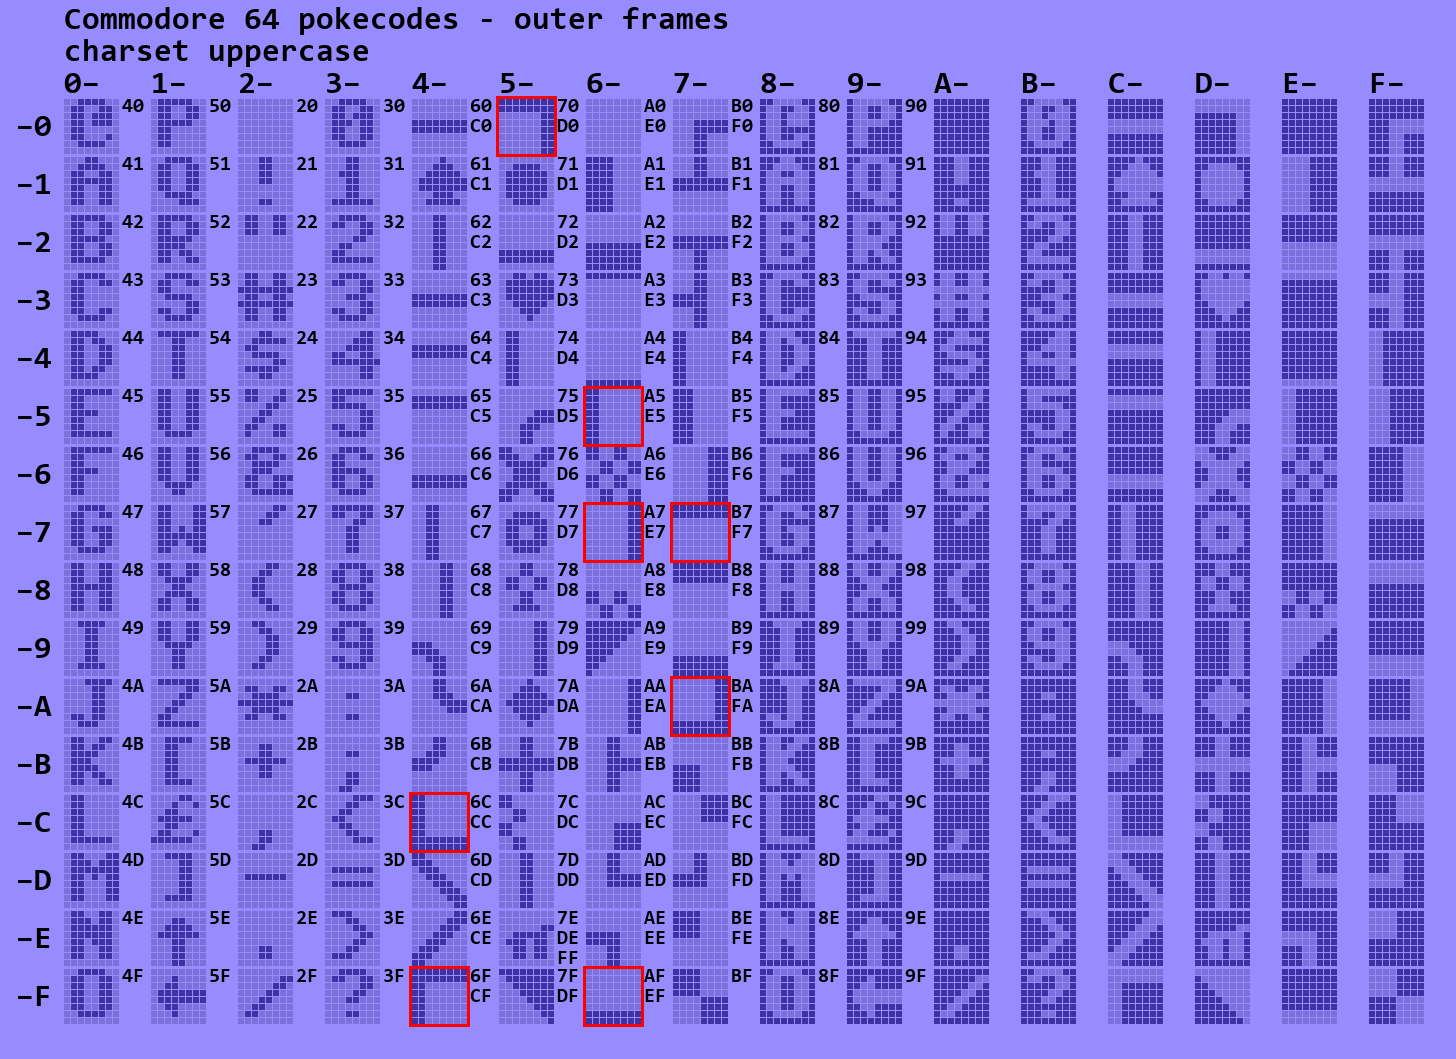 Commodore 64 pokecodes - outer frames
charset uppercase
0- 1- 2- 3- 4- 5- 6- 7- 8- 9- A- B- C- D- E- F-
40 50 20 30 60 70 A0 B0 80 90
-0 C0 D0 E0 F0
41 51 21 31 61 71 A1 B1 81 91
-1 C1 D1 E1 F1
42 52 22 32 62 72 A2 B2 82 92
-2 C2 D2 E2 F2
43 53 23 33 63 73 A3 B3 83 93
-3 C3 D3 E3 F3
44 54 24 34 64 74 A4 B4 84 94
-4 C4 D4 E4 F4
45 55 25 35 65 75 A5 B5 85 95
-5 C5 D5 E5 F5
46 56 26 36 66 76 A6 B6 86 96
-6 C6 D6 E6 F6
47 57 27 37 67 77 A7 B7 87 97
-7 C7 D7 E7 F7
48 58 28 38 68 78 A8 B8 88 98
-8 C8 D8 E8 F8
49 59 29 39 69 79 A9 B9 89 99
-9 C9 D9 E9 F9
4A 5A 2A 3A 6A 7A AA BA 8A 9A
-A CA DA EA FA
4B 5B 2B 3B 6B 7B AB BB 8B 9B
-B CB DB EB FB
4C 5C 2C 3C 6C 7C AC BC 8C 9C
-C CC DC EC FC
4D 5D 2D 3D 6D 7D AD BD 8D 9D
-D CD DD ED FD
4E 5E 2E 3E 6E 7E AE BE 8E 9E
-E CE DE EE FE
FF
4F 5F 2F 3F 6F 7F AF BF 8F 9F
-F CF DF EF